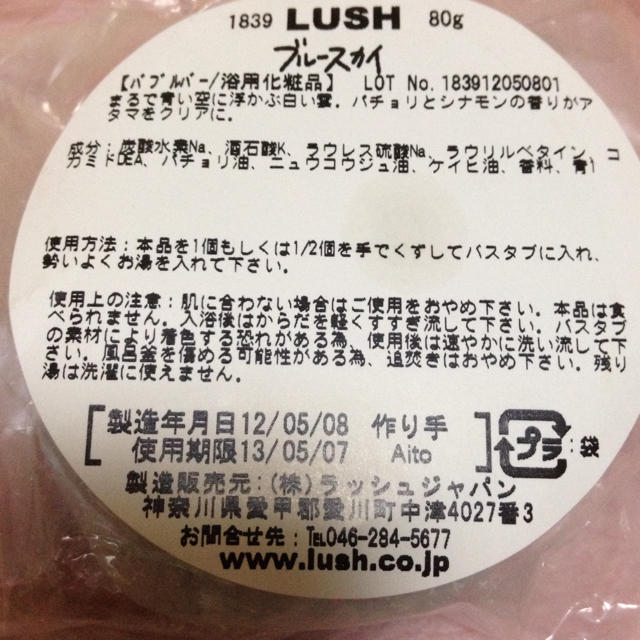 1839 LUSH 80g
ブルースカイ
【バブルバー/浴用化粧品】 LOT No.183912050801
まるで青い空に浮かぶ白い雲。パチョリとシナモンの香りがア
タマをクリアに。
成分:炭酸水素Na、酒石酸K、ラウレス硫酸Na、ラウリルベタイン、コ
カミドDEA、パチョリ油、ニュウコウジュ油、ケイヒ油、香料、青1
使用方法:本品を1個もしくは1/2個を手でくずしてバスタブに入れ、
勢いよくお湯を入れて下さい。
使用上の注意:肌に合わない場合はご使用をおやめ下さい。本品は食
べられません。入浴後はからだを軽くすすぎ流して下さい。バスタブ
の素材により着色する恐れがある為、使用後は速やかに洗い流して下
さい。風呂釜を傷める可能性がある為、追焚きはおやめ下さい。残り
湯は洗濯に使えません。
製造年月日12/05/08 作り手
使用期限13/05/07 Aito
プラ:袋
製造販売元:(株)ラッシュジャパン
神奈川県愛甲郡愛川町中津4027番3
お問合せ先:TEL046-284-5677
www.lush.co.jp